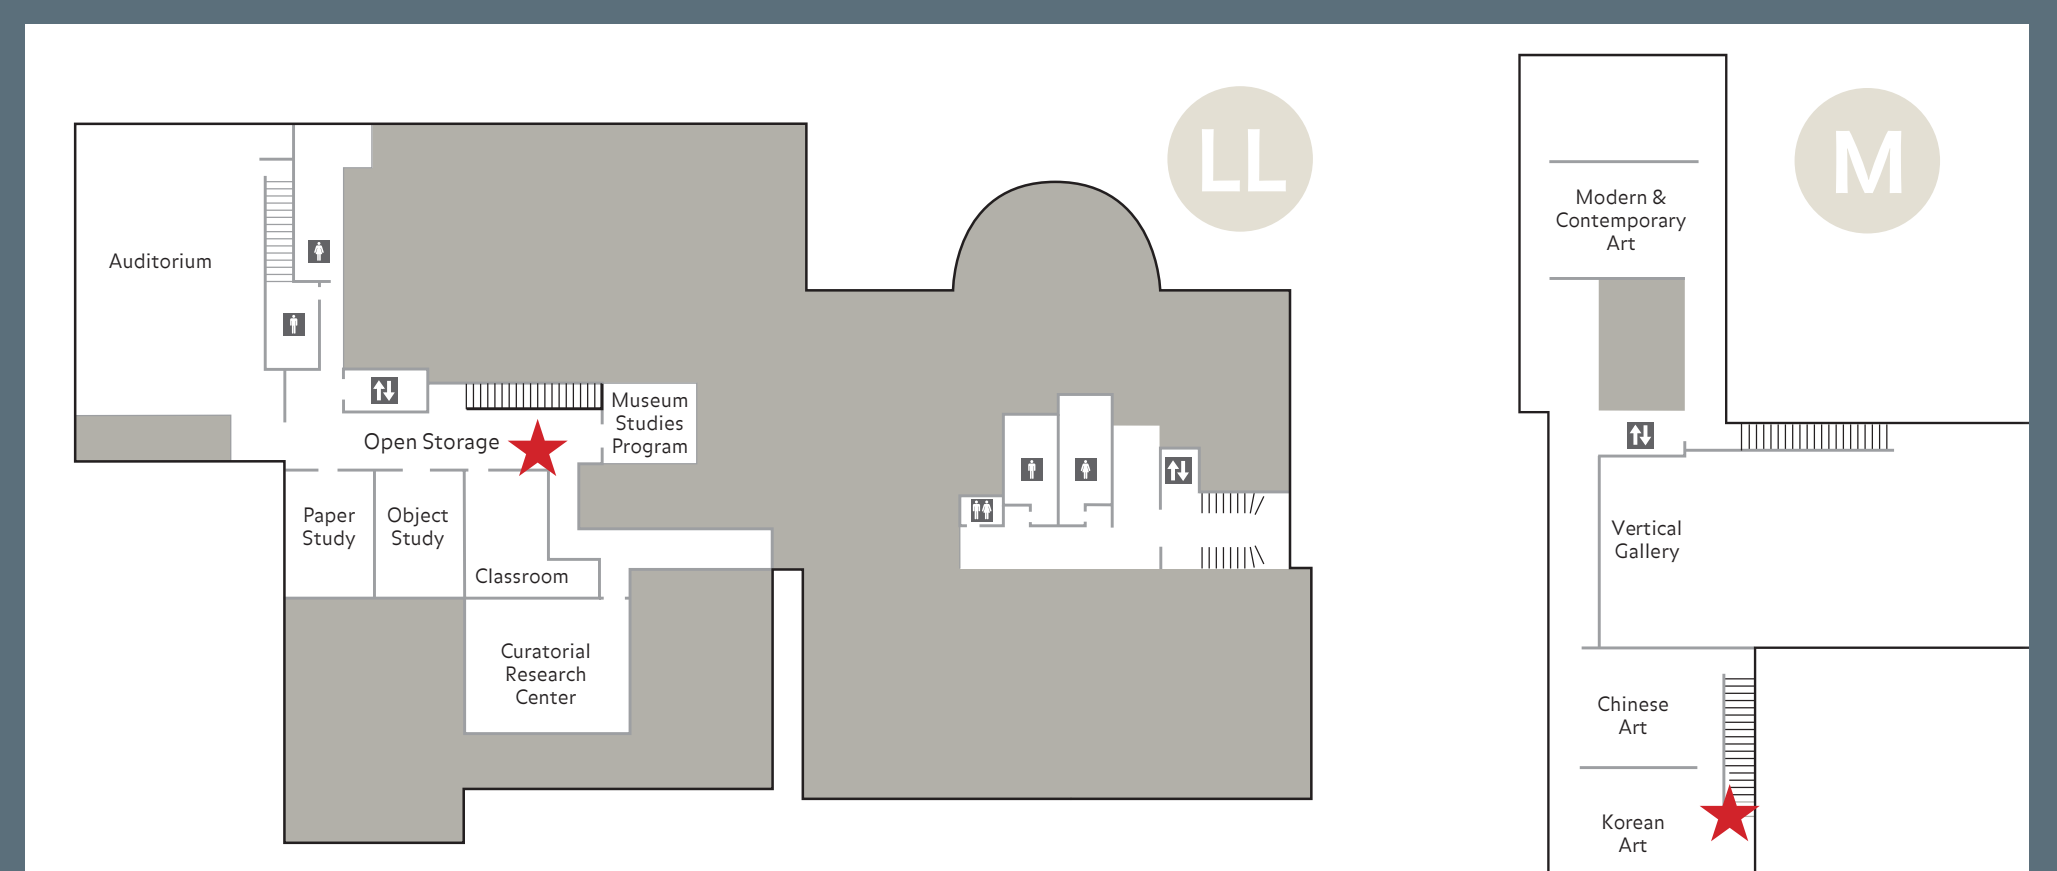 LL
M
Auditorium
Open Storage
Museum
Studies
Program
Paper
Study
Object
Study
Classroom
Curatorial
Research
Center
Modern &
Contemporary
Art
Vertical
Gallery
Chinese
Art
Korean
Art